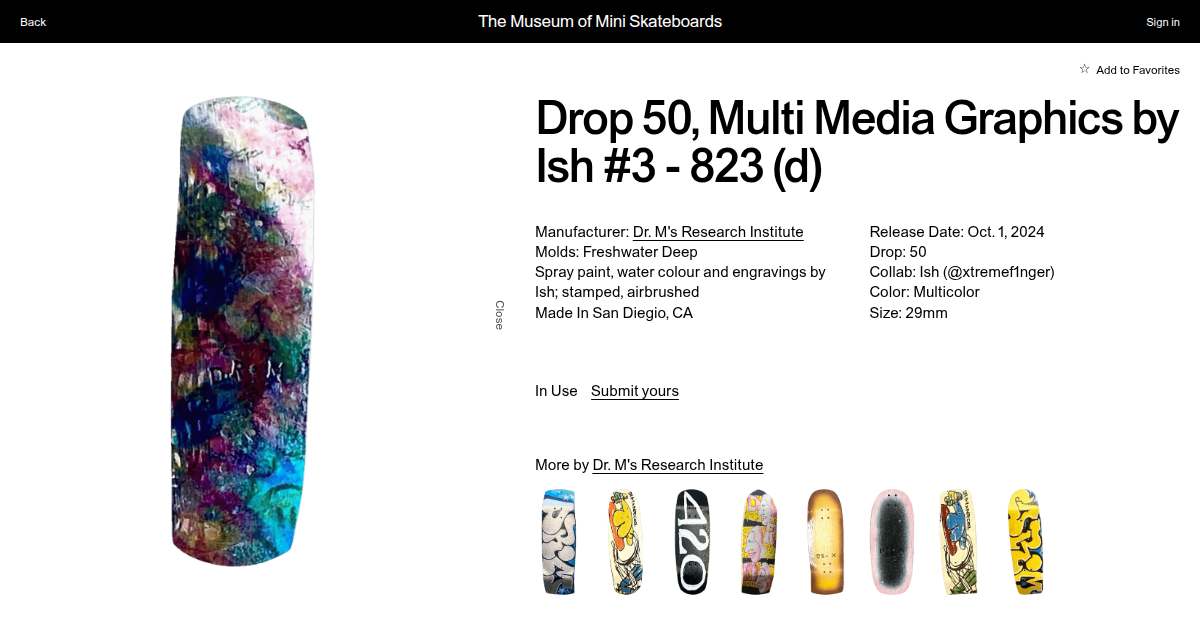 Back
The Museum of Mini Skateboards
Sign in
☆ Add to Favorites
Drop 50, Multi Media Graphics by
Ish #3 - 823 (d)
Manufacturer: Dr. M's Research Institute
Molds: Freshwater Deep
Spray paint, water colour and engravings by
Ish; stamped, airbrushed
Made In San Diegio, CA
Release Date: Oct. 1, 2024
Drop: 50
Collab: Ish (@xtremef1nger)
Color: Multicolor
Size: 29mm
Close
In Use Submit yours
More by Dr. M's Research Institute
420